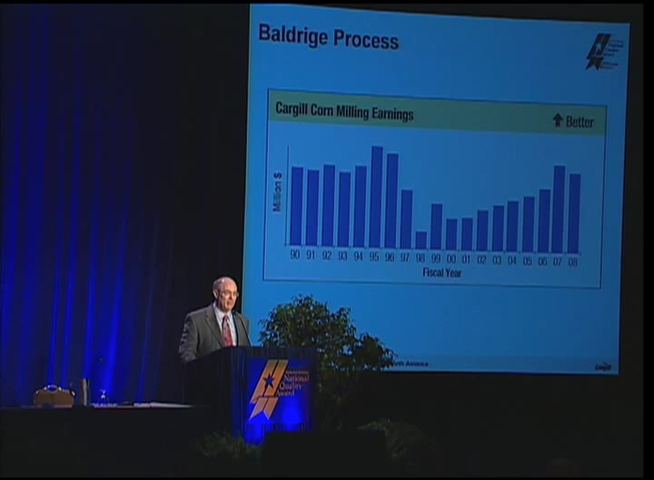 Baldrige Process
Cargill Corn Milling Earnings
Better
Million $
90 91 92 93 94 95 96 97 98 99 00 01 02 03 04 05 06 07 08
Fiscal Year
America
Cargill
National
Quality
Award